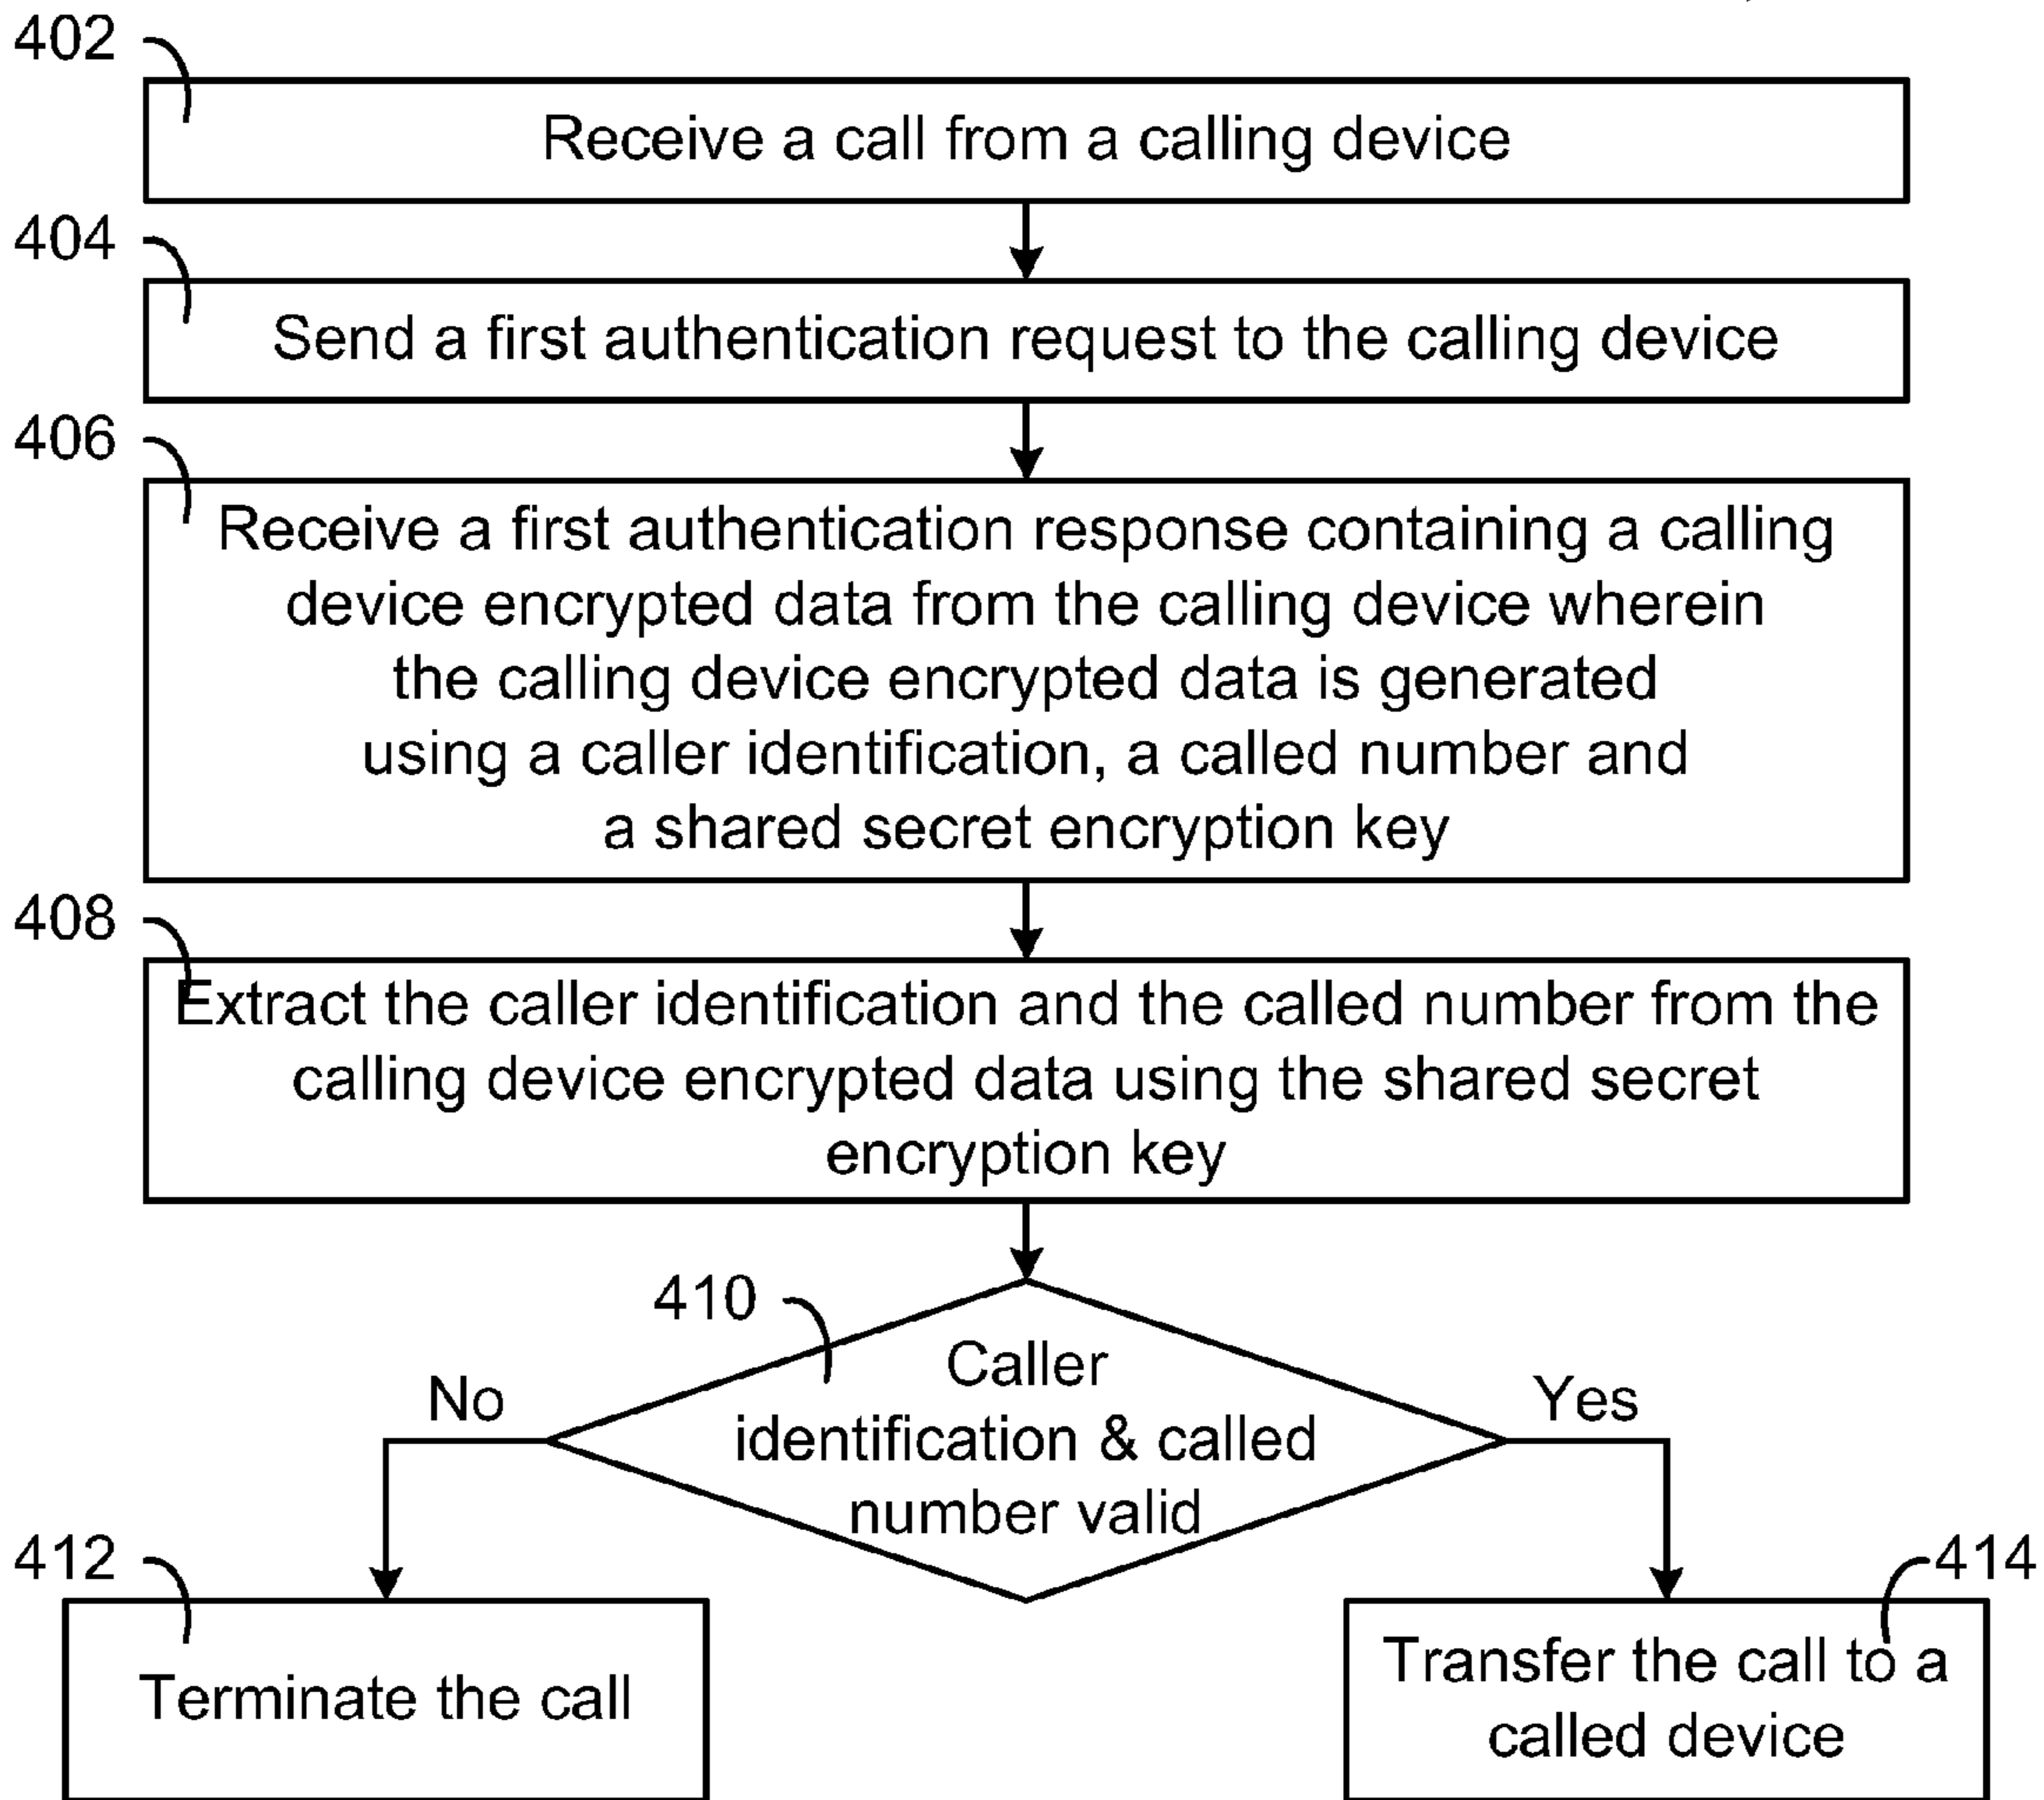 402
Receive a call from a calling device
404
Send a first authentication request to the calling device
406
Receive a first authentication response containing a calling
device encrypted data from the calling device wherein
the calling device encrypted data is generated
using a caller identification, a called number and
a shared secret encryption key
408
Extract the caller identification and the called number from the
calling device encrypted data using the shared secret
encryption key
410
Caller
identification & called
number valid
No
Yes
412
Terminate the call
414
Transfer the call to a
called device